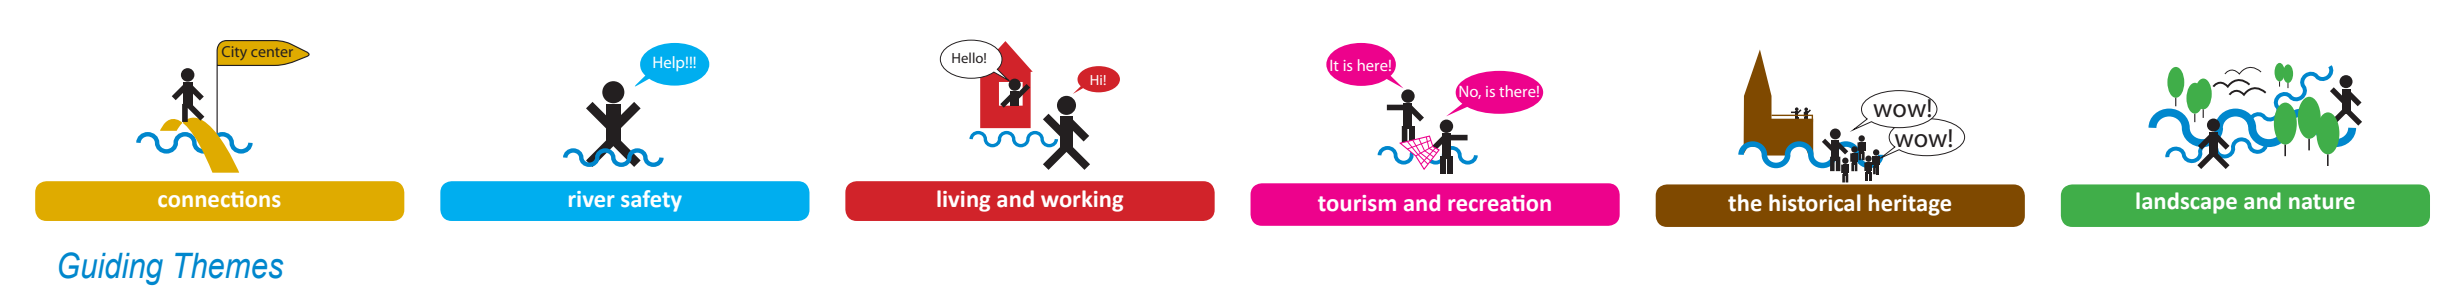 City center
connections
Help!!!
river safety
Hello!
Hi!
living and working
It is here!
No, is there!
tourism and recreation
wow!
wow!
the historical heritage
landscape and nature
Guiding Themes